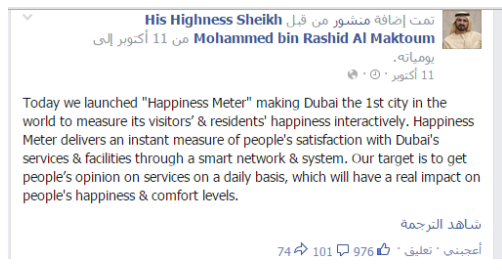 تمت إضافة منشور من قبل His Highness Sheikh
Mohammed bin Rashid Al Maktoum من 11 أكتوبر إلى
يومياته.
11 أكتوبر · ·
Today we launched "Happiness Meter" making Dubai the 1st city in the
world to measure its visitors' & residents' happiness interactively. Happiness
Meter delivers an instant measure of people's satisfaction with Dubai's
services & facilities through a smart network & system. Our target is to get
people's opinion on services on a daily basis, which will have a real impact on
people's happiness & comfort levels.
شاهد الترجمة
أعجبني · تعليق · 976 101 74